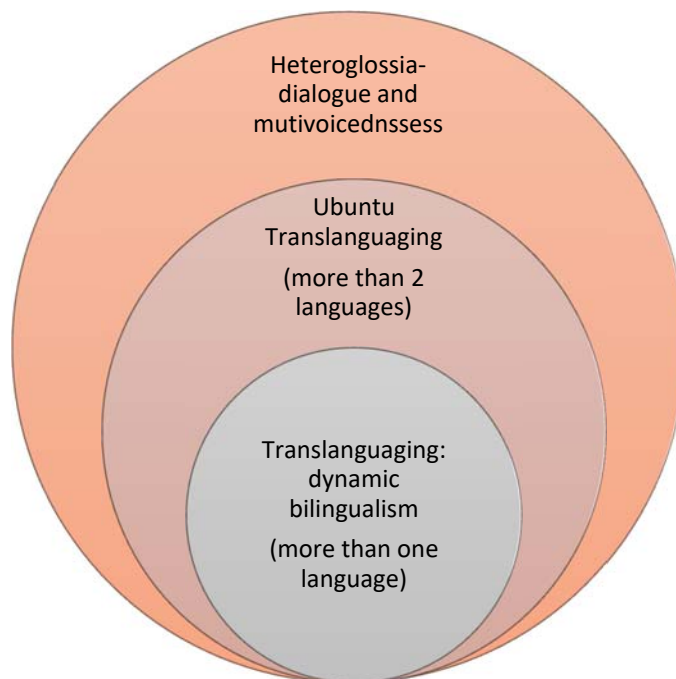 Heteroglossia-
dialogue and
mutivoicednssess
Ubuntu
Translanguaging
(more than 2
languages)
Translanguaging:
dynamic
bilingualism
(more than one
language)